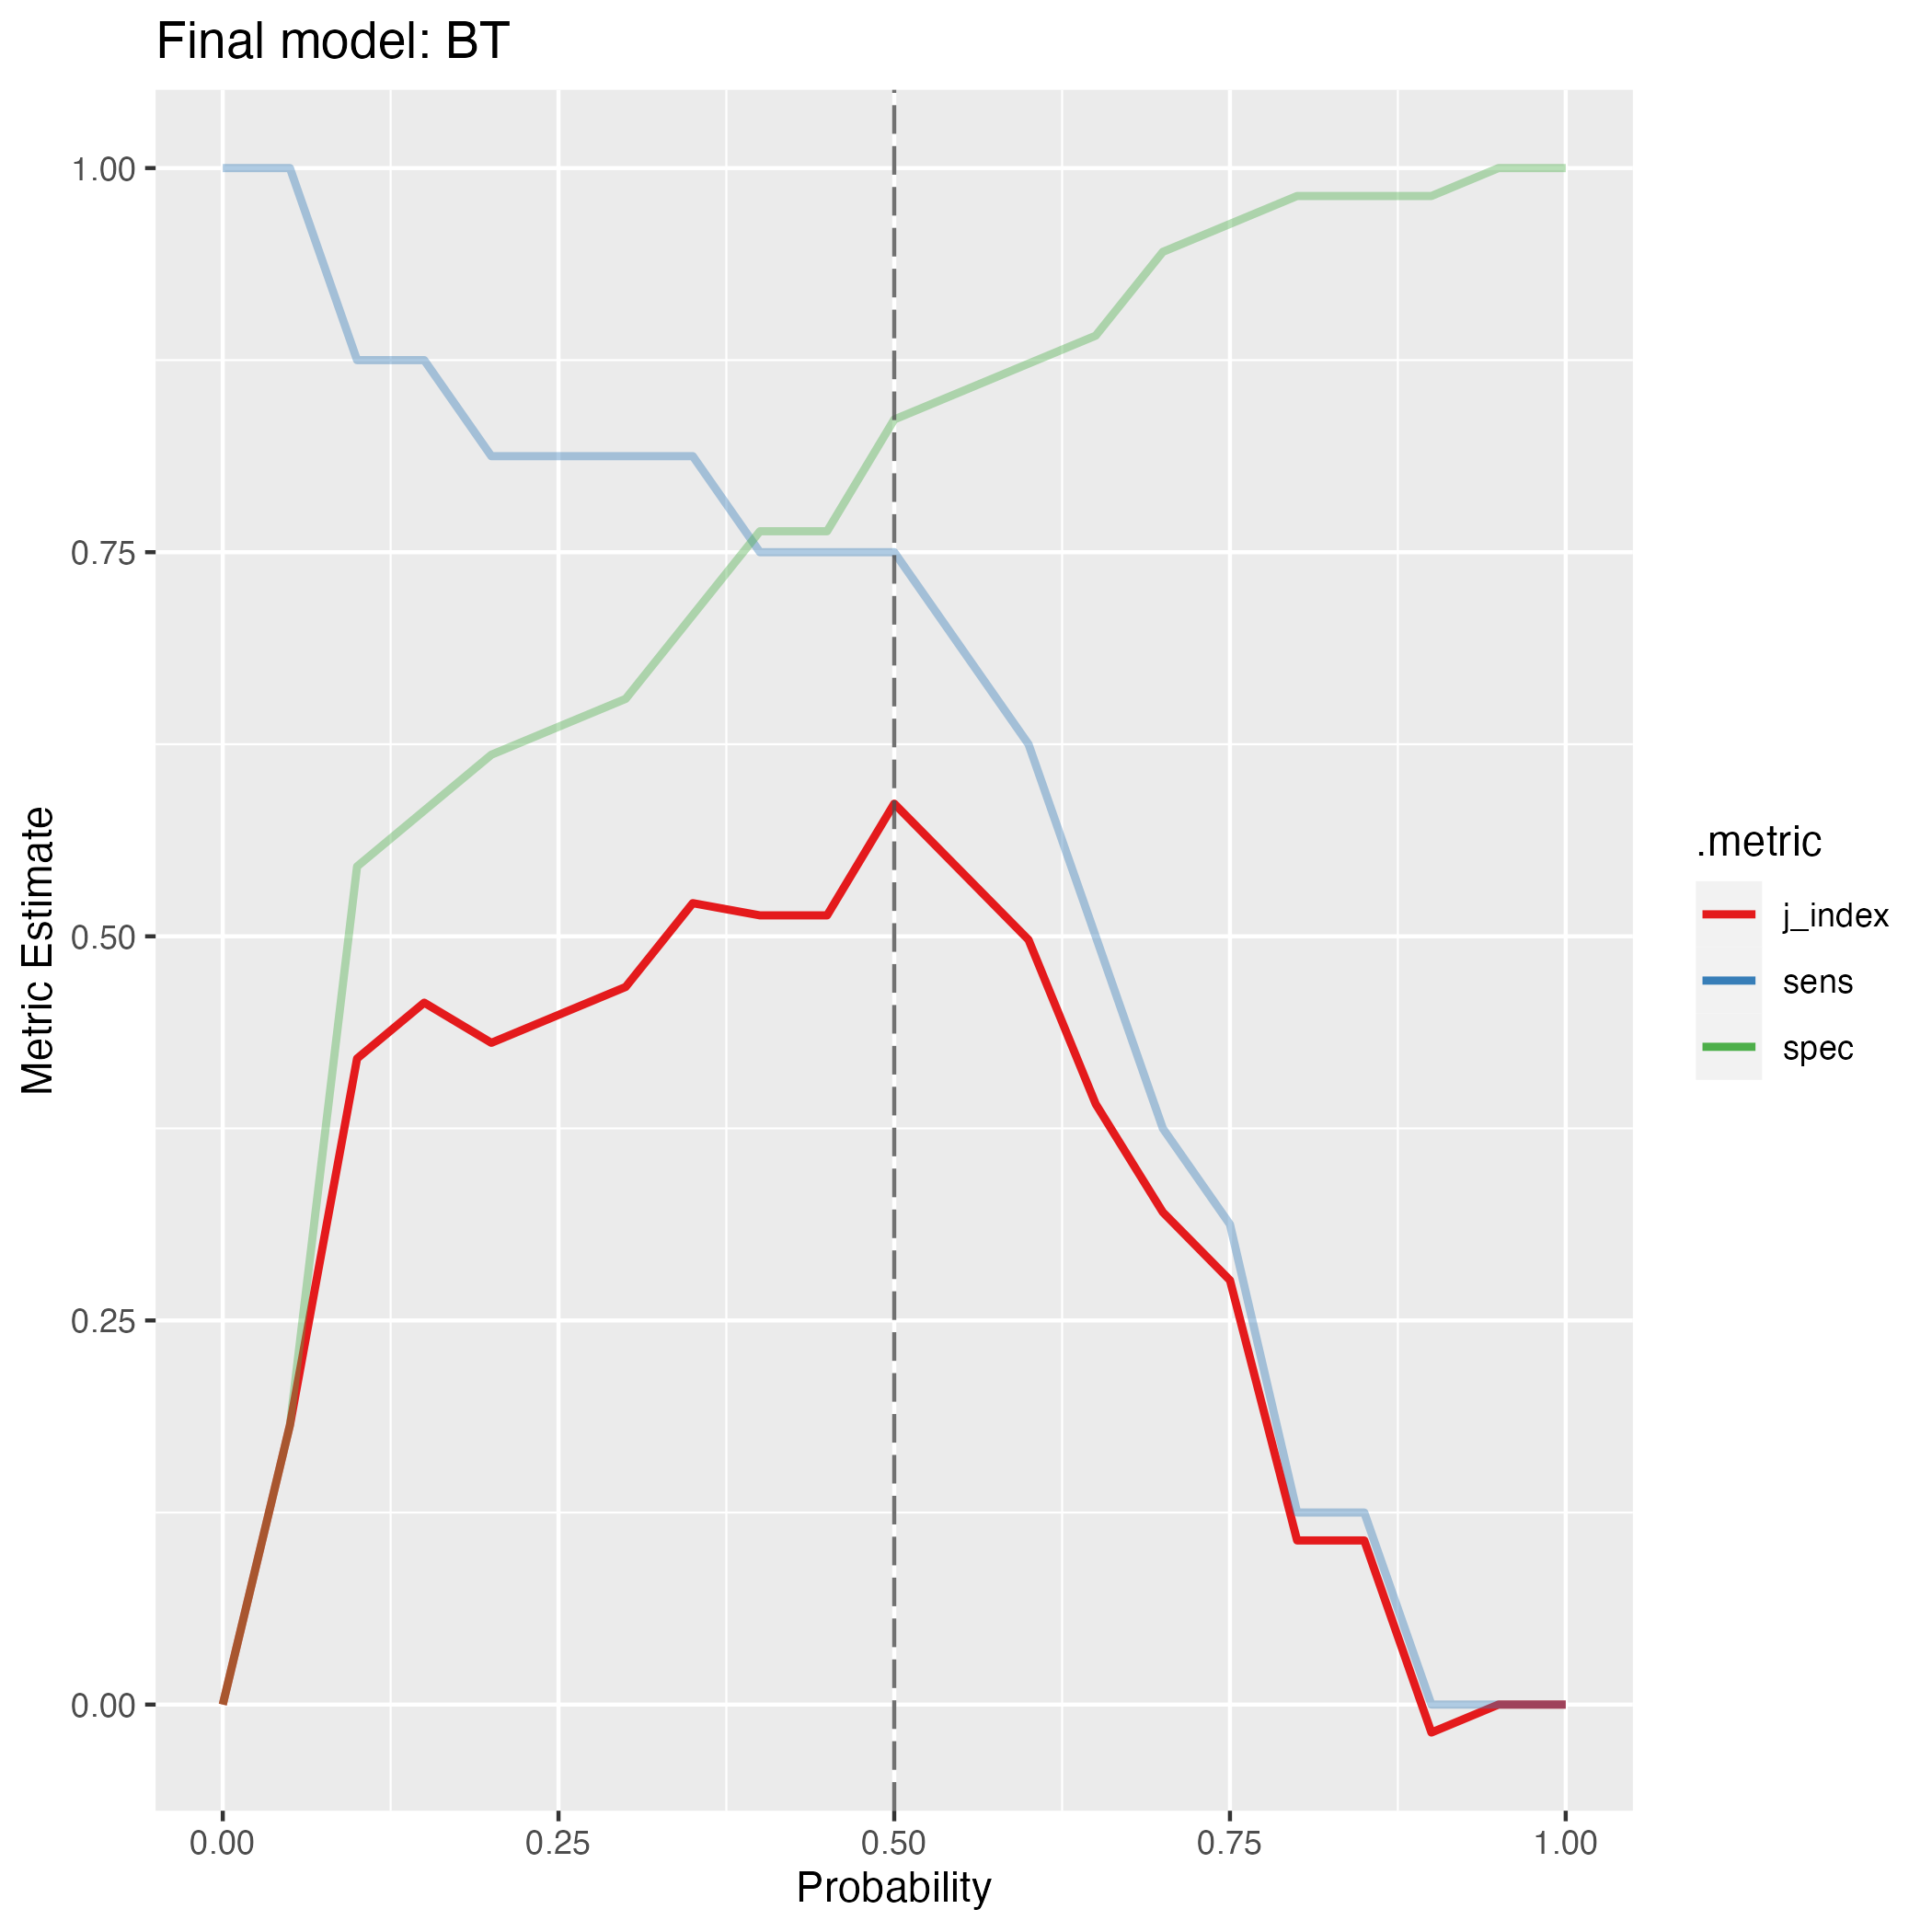 Final model: BT
1.00
0.75
0.50
0.25
0.00
Metric Estimate
0.00 0.25 0.50 0.75 1.00
Probability
.metric
j_index
sens
spec